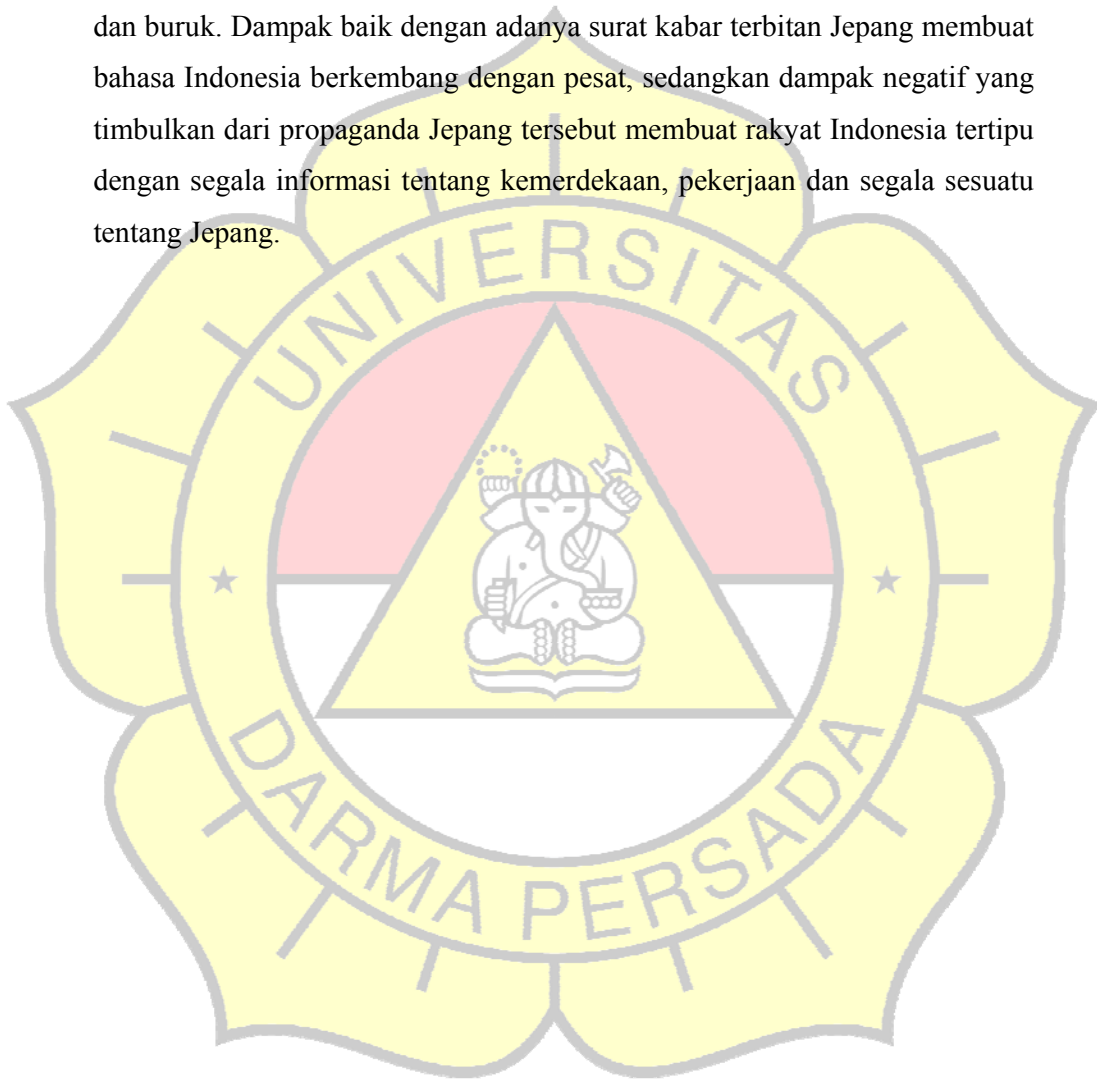 dan buruk. Dampak baik dengan adanya surat kabar terbitan Jepang membuat
bahasa Indonesia berkembang dengan pesat, sedangkan dampak negatif yang
timbulkan dari propaganda Jepang tersebut membuat rakyat Indonesia tertipu
dengan segala informasi tentang kemerdekaan, pekerjaan dan segala sesuatu
tentang Jepang.
UNIVERSITAS
DARMA PERSADA